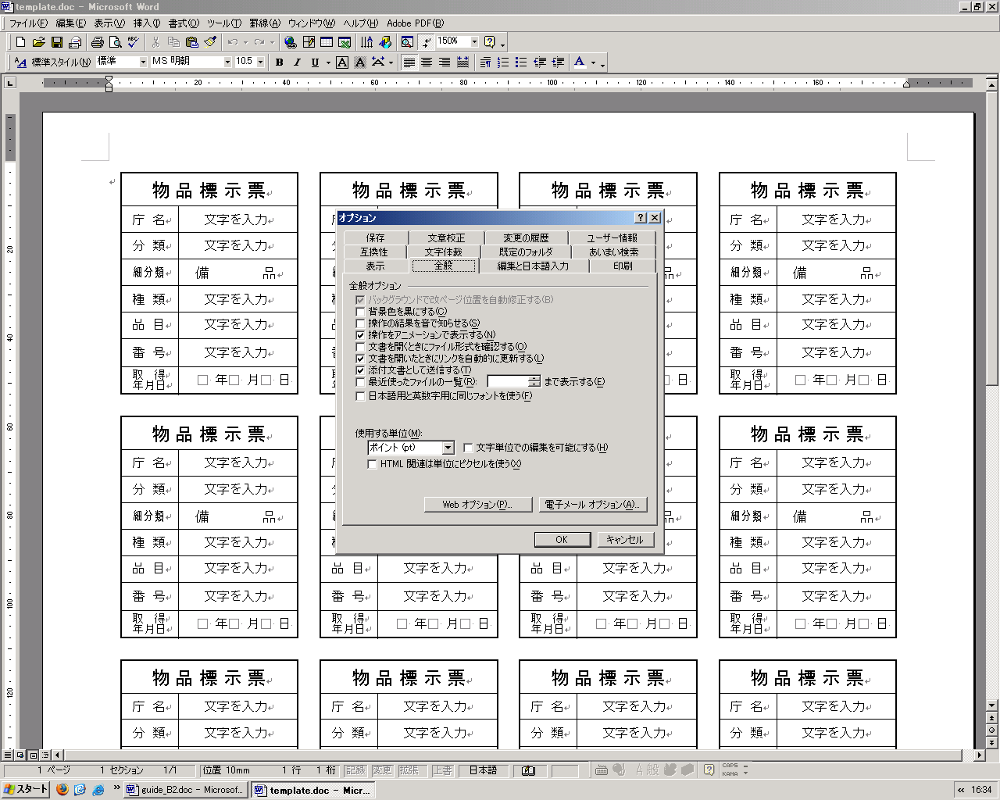 template.doc - Microsoft Word
ファイル(F) 編集(E) 表示(V) 挿入(I) 書式(O) ツール(T) 罫線(A) ウィンドウ(W) ヘルプ(H) Adobe PDF(B)
150%
標準スタイル(N) 標準 MS 明朝 10.5
20 40 60 80 100 120 140 160
物 品 標 示 票 物 品 標 示 票 物 品 標 示 票 物 品 標 示 票
庁 名 文字を入力 庁 名 文字を入力
分 類 文字を入力 分 類 文字を入力
細分類 備 品 細分類 備 品
種 類 文字を入力 種 類 文字を入力
品 目 文字を入力 品 目 文字を入力
番 号 文字を入力 番 号 文字を入力
取 得 年月日 □ 年□ 月□ 日 取 得 年月日 □ 年□ 月□ 日
オプション
保存 文章校正 変更の履歴 ユーザー情報
互換性 文字体裁 既定のフォルダ あいまい検索
表示 全般 編集と日本語入力 印刷
全般オプション
バックグラウンドで改ページ位置を自動修正する(B)
背景色を黒にする(C)
操作の結果を音で知らせる(S)
操作をアニメーションで表示する(N)
文書を開くときにファイル形式を確認する(O)
文書を開いたときにリンクを自動的に更新する(L)
添付文書として送信する(T)
最近使ったファイルの一覧(R): まで表示する(E)
日本語用と英数字用に同じフォントを使う(F)
使用する単位(M):
ポイント (pt) 文字単位での編集を可能にする(H)
HTML 関連は単位にピクセルを使う(X)
Web オプション(P)... 電子メール オプション(A)...
OK キャンセル
物 品 標 示 票 物 品 標 示 票
庁 名 文字を入力 庁 名 文字を入力
分 類 文字を入力 分 類 文字を入力
細分類 備 品 細分類 備 品
種 類 文字を入力 種 類 文字を入力
品 目 文字を入力 品 目 文字を入力 品 目 文字を入力 品 目 文字を入力
番 号 文字を入力 番 号 文字を入力 番 号 文字を入力 番 号 文字を入力
取 得 年月日 □ 年□ 月□ 日 取 得 年月日 □ 年□ 月□ 日 取 得 年月日 □ 年□ 月□ 日 取 得 年月日 □ 年□ 月□ 日
物 品 標 示 票 物 品 標 示 票 物 品 標 示 票 物 品 標 示 票
庁 名 文字を入力 庁 名 文字を入力 庁 名 文字を入力 庁 名 文字を入力
分 類 文字を入力 分 類 文字を入力 分 類 文字を入力 分 類 文字を入力
20 40 60 80 100 120
1 ページ 1 セクション 1/1 位置 10mm 1 行 1 桁 記録 変更 拡張 上書 日本語 A 般 CAPS KANA
スタート guide_B2.doc - Microsof... template.doc - Micr... 16:34